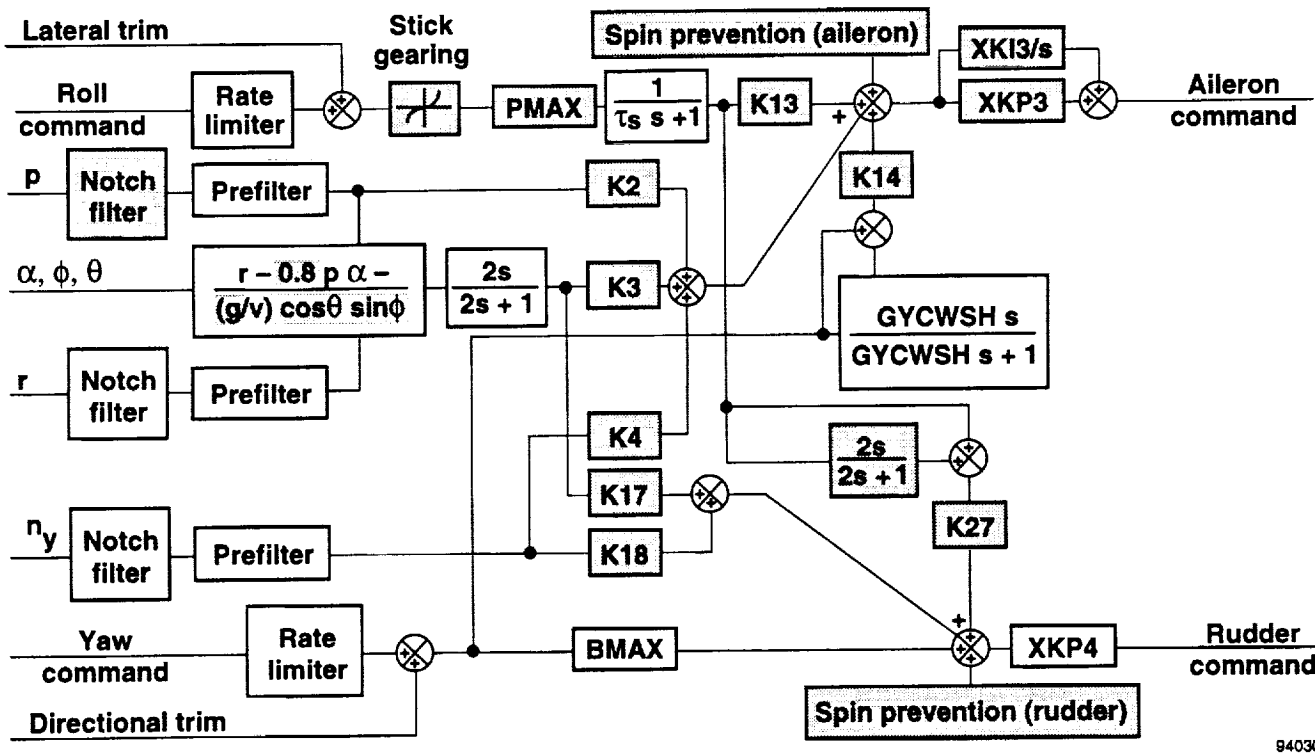 Lateral trim
Stick
gearing
Spin prevention (aileron)
XKI3/s
Roll
command
Rate
limiter
PMAX
1
τs s +1
K13
XKP3
Aileron
command
+
p
Notch
filter
Prefilter
K2
K14
α, ϕ, θ
r – 0.8 p α –
(g/v) cosθ sinϕ
2s
2s + 1
K3
GYCWSH s
GYCWSH s + 1
r
Notch
filter
Prefilter
K4
2s
2s + 1
K17
K27
ny
Notch
filter
Prefilter
K18
+
Yaw
command
Rate
limiter
BMAX
XKP4
Rudder
command
Directional trim
Spin prevention (rudder)